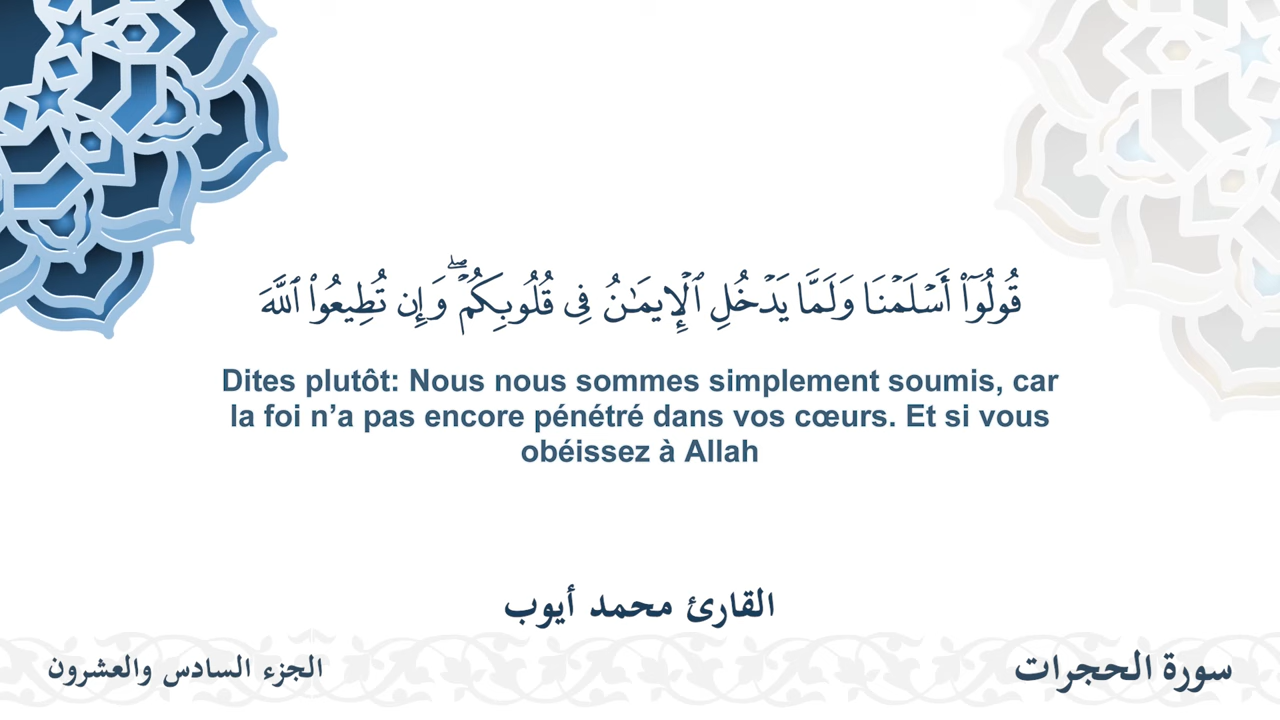 قُولُوٓا۟ أَسْلَمْنَا وَلَمَّا يَدْخُلِ ٱلْإِيمَـٰنُ فِى قُلُوبِكُمْ ۖ وَإِن تُطِيعُوا۟ ٱللَّهَ
Dites plutôt: Nous nous sommes simplement soumis, car
la foi n’a pas encore pénétré dans vos cœurs. Et si vous
obéissez à Allah
القارئ محمد أيوب
سورة الحجرات
الجزء السادس والعشرون